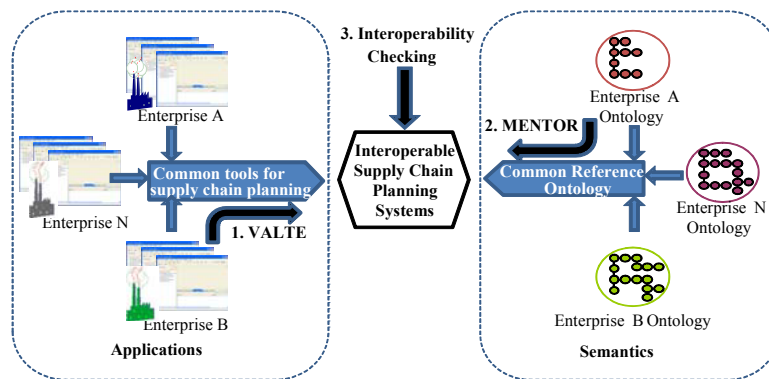 3. Interoperability
Checking
Enterprise A
Common tools for
supply chain planning
Enterprise N
1. VALTE
Enterprise B
Applications
Interoperable
Supply Chain
Planning
Systems
Enterprise A
Ontology
2. MENTOR
Common Reference
Ontology
Enterprise N
Ontology
Enterprise B Ontology
Semantics